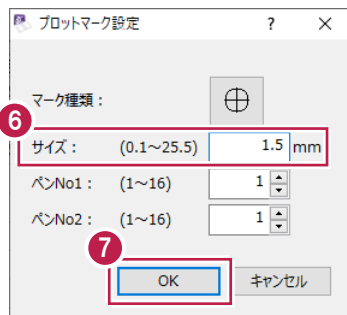 プロットマーク設定 ? ×
マーク種類：
6
サイズ： (0.1～25.5) 1.5 mm
ペンNo1： (1～16) 1
ペンNo2： (1～16) 1
7
OK キャンセル